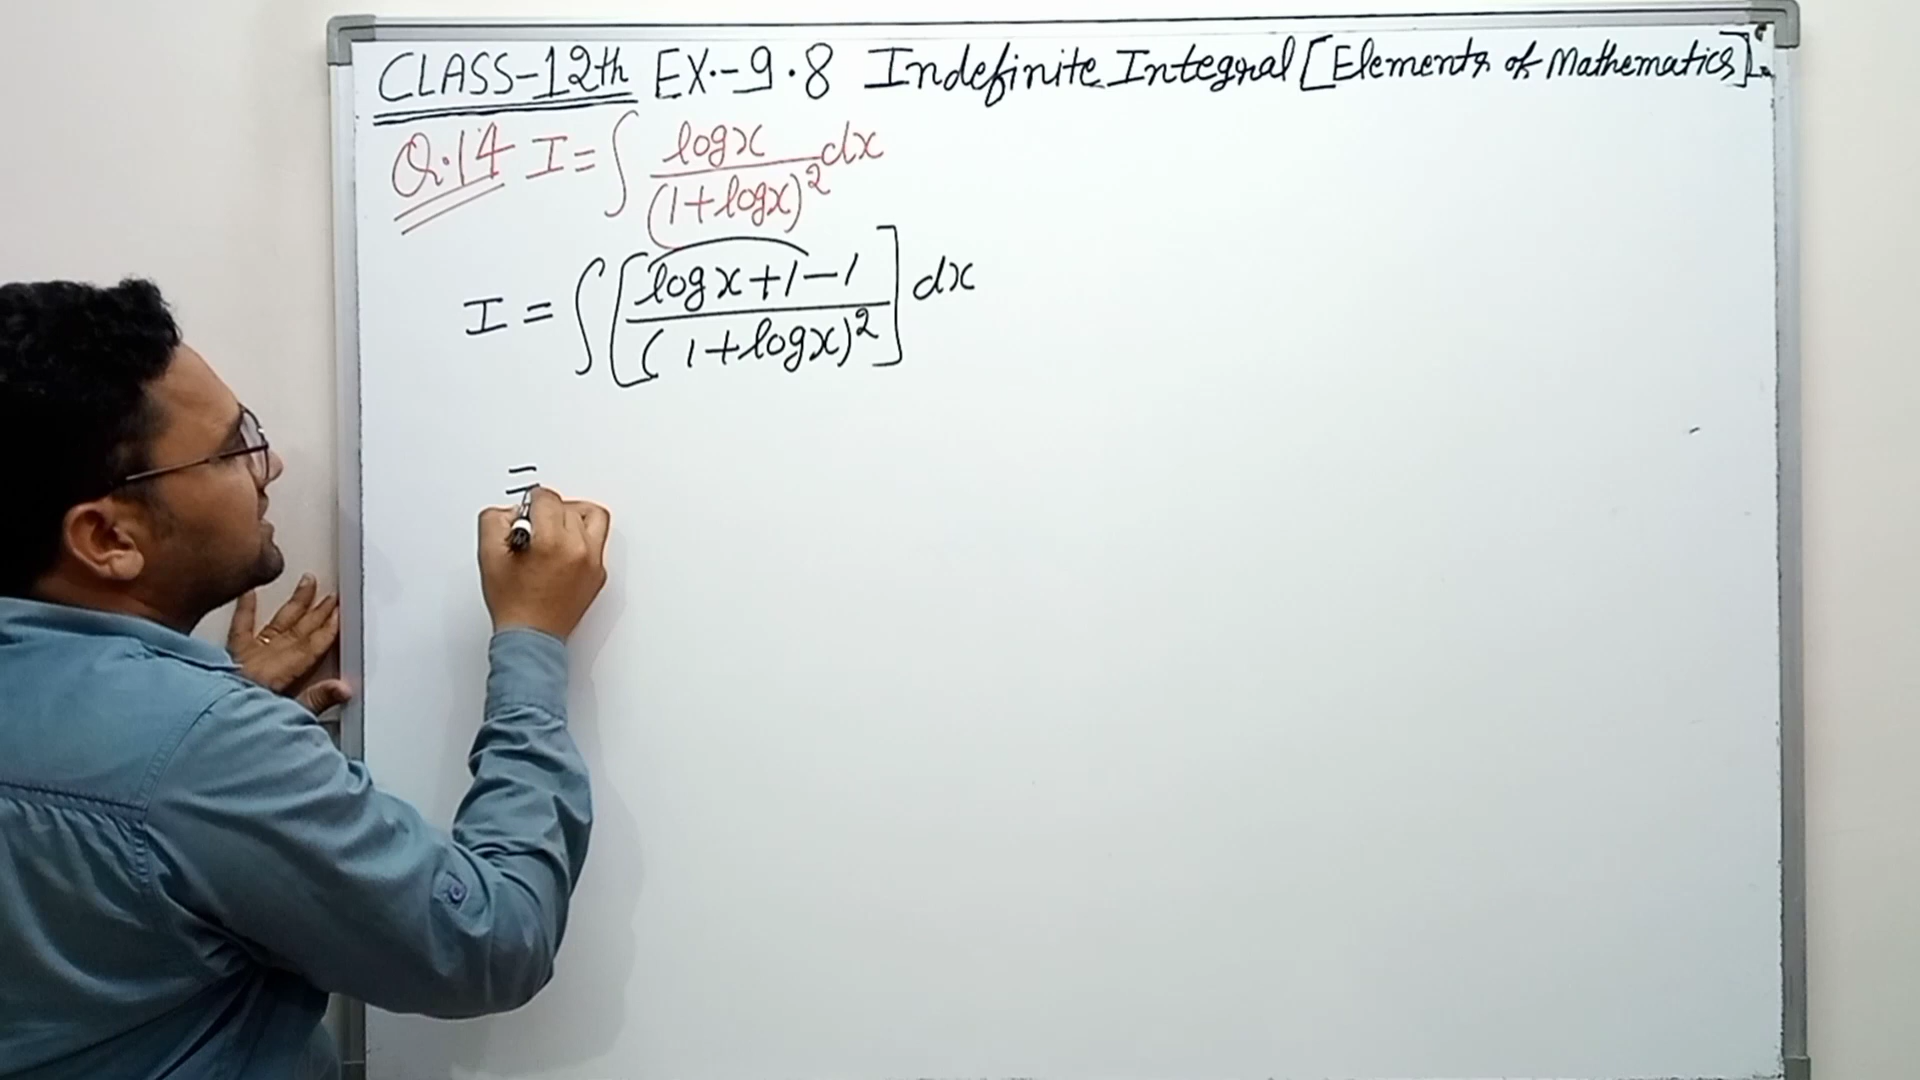 CLASS-12th EX.-9.8 Indefinite Integral [Elements of Mathematics]
Q.14 I = ∫ logx/(1+logx)² dx
I = ∫ [ (logx+1-1)/(1+logx)² ] dx
=